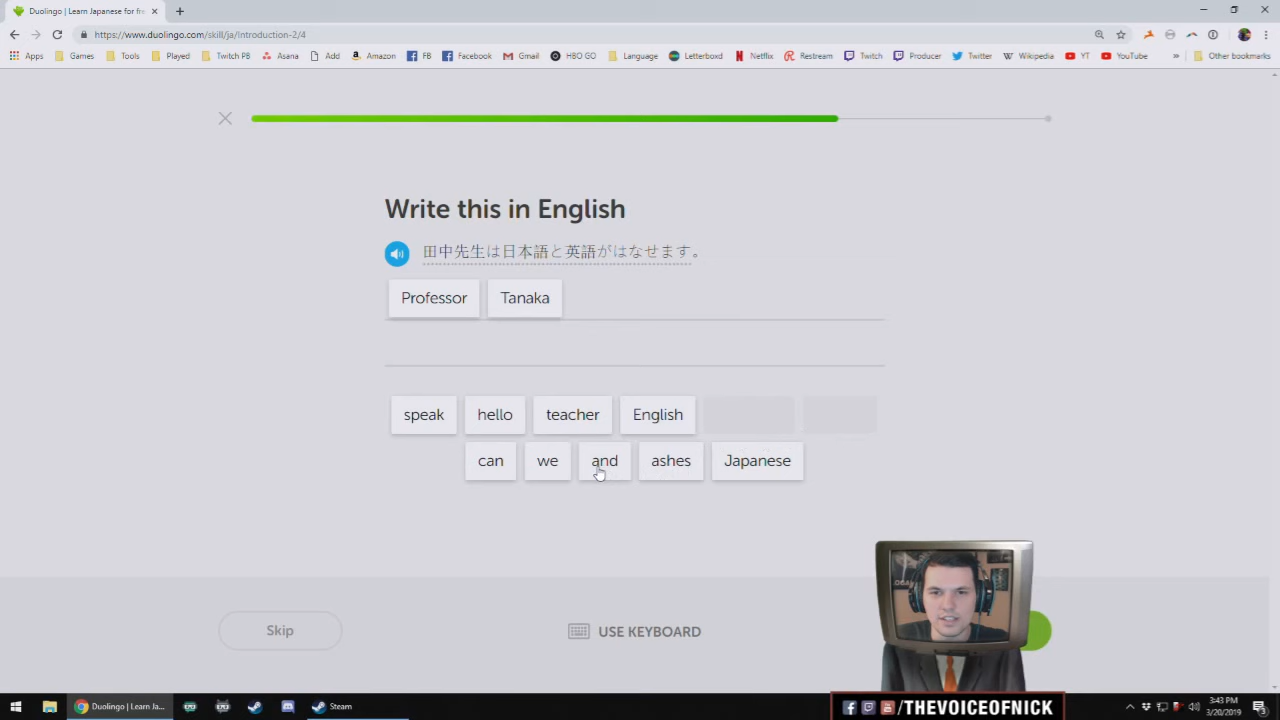 Duolingo | Learn Japanese for fr
https://www.duolingo.com/skill/ja/Introduction-2/4
Apps Games Tools Played Twitch PB Asana Add Amazon FB Facebook Gmail HBO GO Language Letterboxd Netflix Restream Twitch Producer Twitter Wikipedia YT YouTube » Other bookmarks
Write this in English
田中先生は日本語と英語がはなせます。
Professor Tanaka
speak hello teacher English
can we and ashes Japanese
Skip
USE KEYBOARD
/THEVOICEOFNICK
Duolingo | Learn Ja...
Steam
3:43 PM
3/20/2019